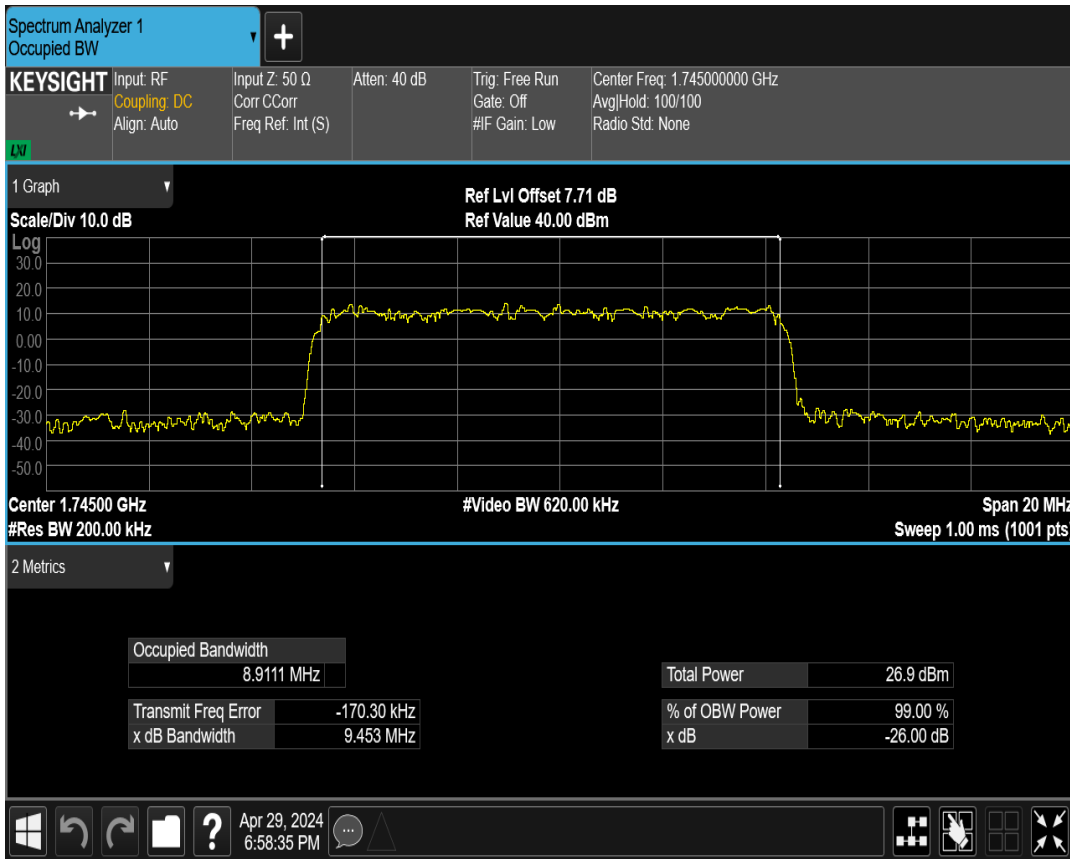 Spectrum Analyzer 1
Occupied BW
+
KEYSIGHT
LXI
Input: RF
Coupling: DC
Align: Auto
Input Z: 50 Ω
Corr CCorr
Freq Ref: Int (S)
Atten: 40 dB
Trig: Free Run
Gate: Off
#IF Gain: Low
Center Freq: 1.745000000 GHz
Avg|Hold: 100/100
Radio Std: None
1 Graph
Scale/Div 10.0 dB
Ref Lvl Offset 7.71 dB
Ref Value 40.00 dBm
Log
30.0
20.0
10.0
0.00
-10.0
-20.0
-30.0
-40.0
-50.0
Center 1.74500 GHz
#Video BW 620.00 kHz
Span 20 MHz
#Res BW 200.00 kHz
Sweep 1.00 ms (1001 pts)
2 Metrics
Occupied Bandwidth
8.9111 MHz
Total Power 26.9 dBm
Transmit Freq Error -170.30 kHz
% of OBW Power 99.00 %
x dB Bandwidth 9.453 MHz
x dB -26.00 dB
?
Apr 29, 2024
6:58:35 PM